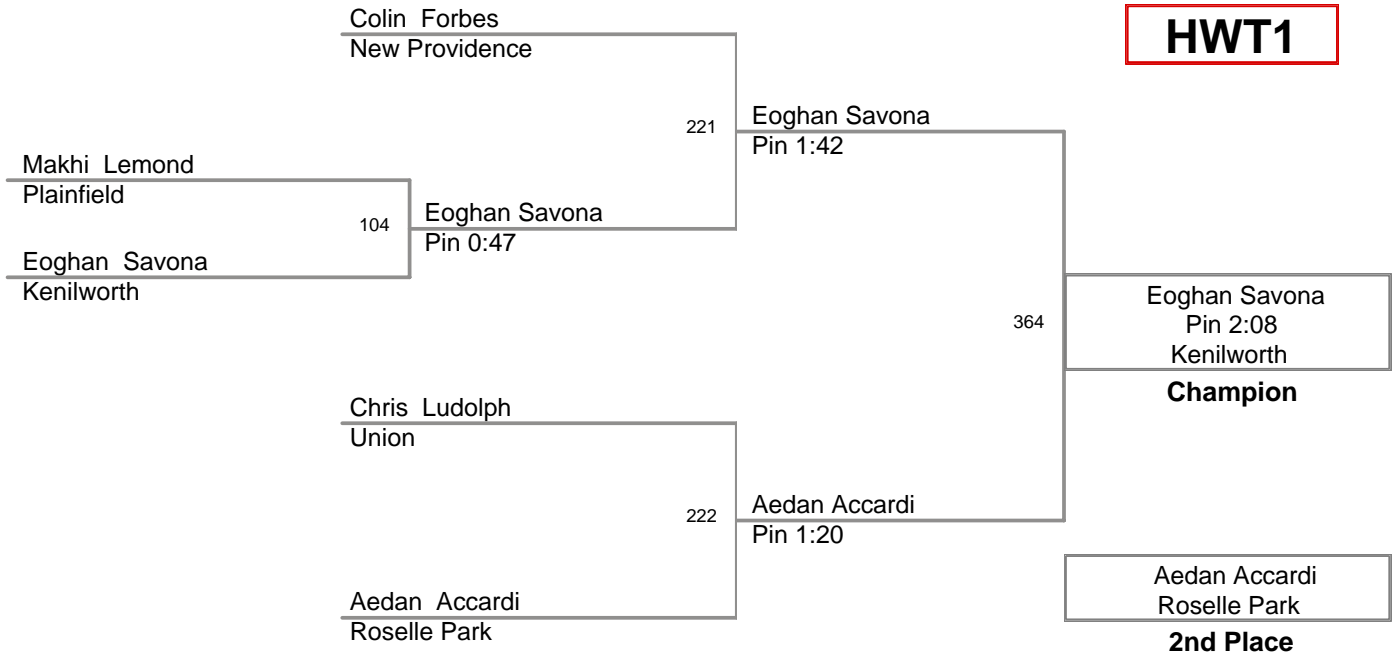 HWT1
Colin Forbes
New Providence
221
Eoghan Savona
Pin 1:42
Makhi Lemond
Plainfield
104
Eoghan Savona
Pin 0:47
Eoghan Savona
Kenilworth
364
Eoghan Savona
Pin 2:08
Kenilworth
Champion
Chris Ludolph
Union
222
Aedan Accardi
Pin 1:20
Aedan Accardi
Roselle Park
Aedan Accardi
Roselle Park
2nd Place